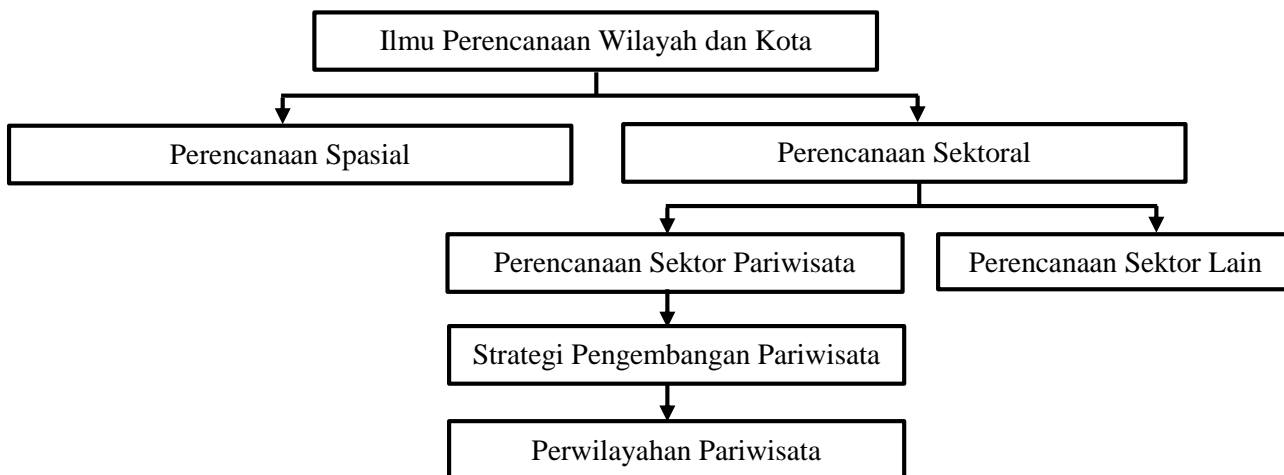 Ilmu Perencanaan Wilayah dan Kota
Perencanaan Spasial
Perencanaan Sektoral
Perencanaan Sektor Pariwisata
Perencanaan Sektor Lain
Strategi Pengembangan Pariwisata
Perwilayahan Pariwisata